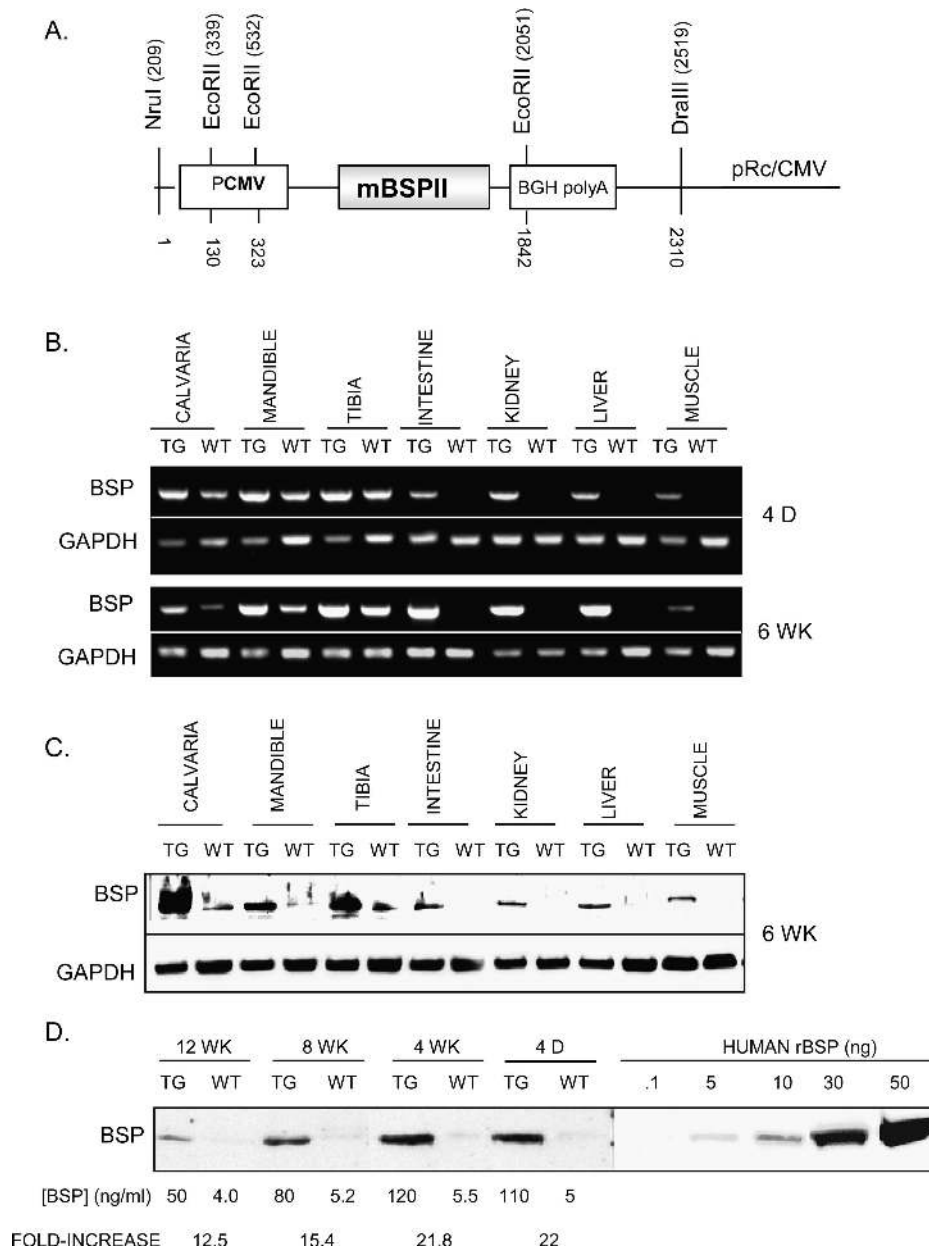 A.
NruI (209)
EcoRII (339)
EcoRII (532)
EcoRII (2051)
DraIII (2519)
PCMV
mBSPII
BGH polyA
pRc/CMV
1
130
323
1842
2310
B.
CALVARIA
MANDIBLE
TIBIA
INTESTINE
KIDNEY
LIVER
MUSCLE
TG WT TG WT TG WT TG WT TG WT TG WT TG WT
BSP
GAPDH
4 D
BSP
GAPDH
6 WK
C.
CALVARIA
MANDIBLE
TIBIA
INTESTINE
KIDNEY
LIVER
MUSCLE
TG WT TG WT TG WT TG WT TG WT TG WT TG WT
BSP
GAPDH
6 WK
D.
12 WK 8 WK 4 WK 4 D HUMAN rBSP (ng)
TG WT TG WT TG WT TG WT .1 5 10 30 50
BSP
[BSP] (ng/ml) 50 4.0 80 5.2 120 5.5 110 5
FOLD-INCREASE 12.5 15.4 21.8 22